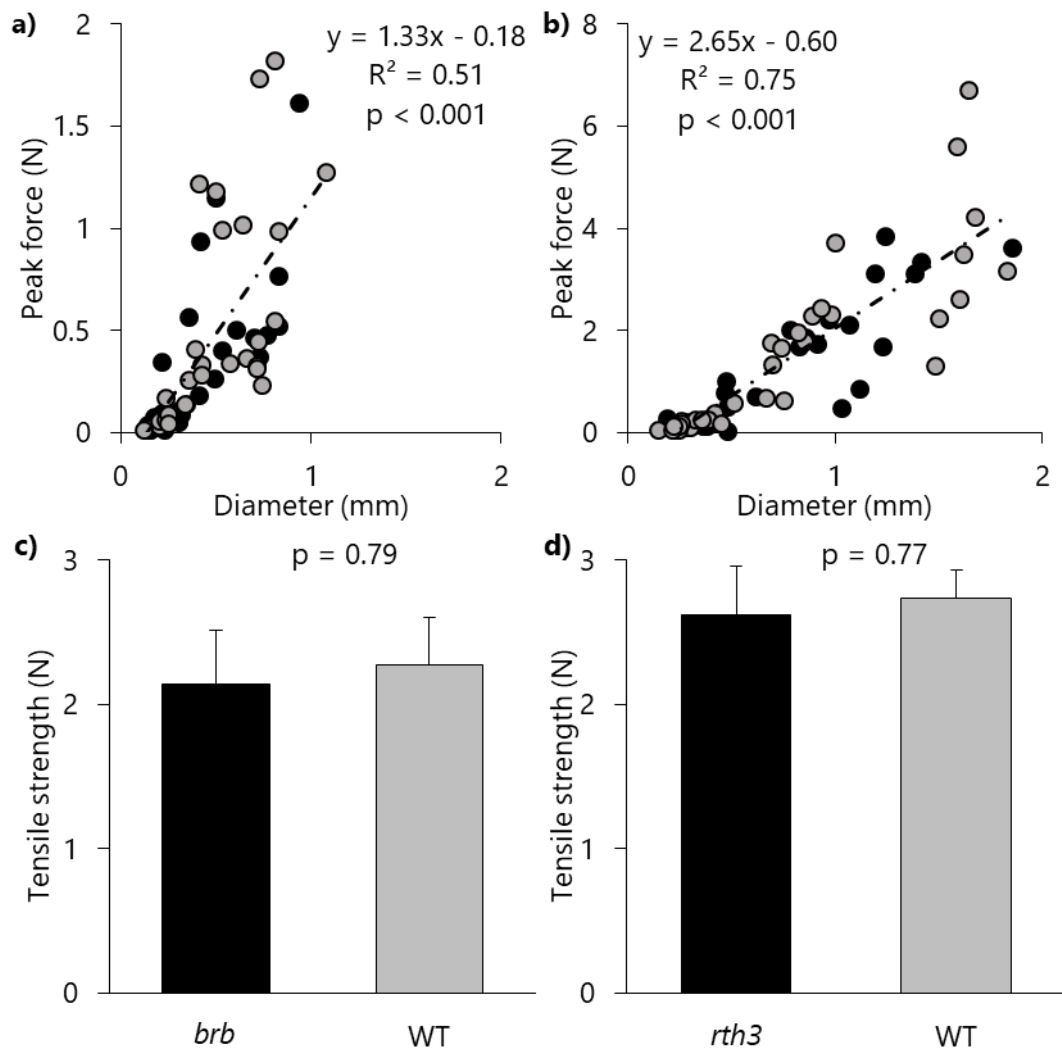 a)
y = 1.33x - 0.18
R² = 0.51
p < 0.001
Peak force (N)
2
1.5
1
0.5
0
0 1 2
Diameter (mm)
b)
y = 2.65x - 0.60
R² = 0.75
p < 0.001
Peak force (N)
8
6
4
2
0
0 1 2
Diameter (mm)
c)
p = 0.79
Tensile strength (N)
3
2
1
0
brb WT
d)
p = 0.77
Tensile strength (N)
3
2
1
0
rth3 WT